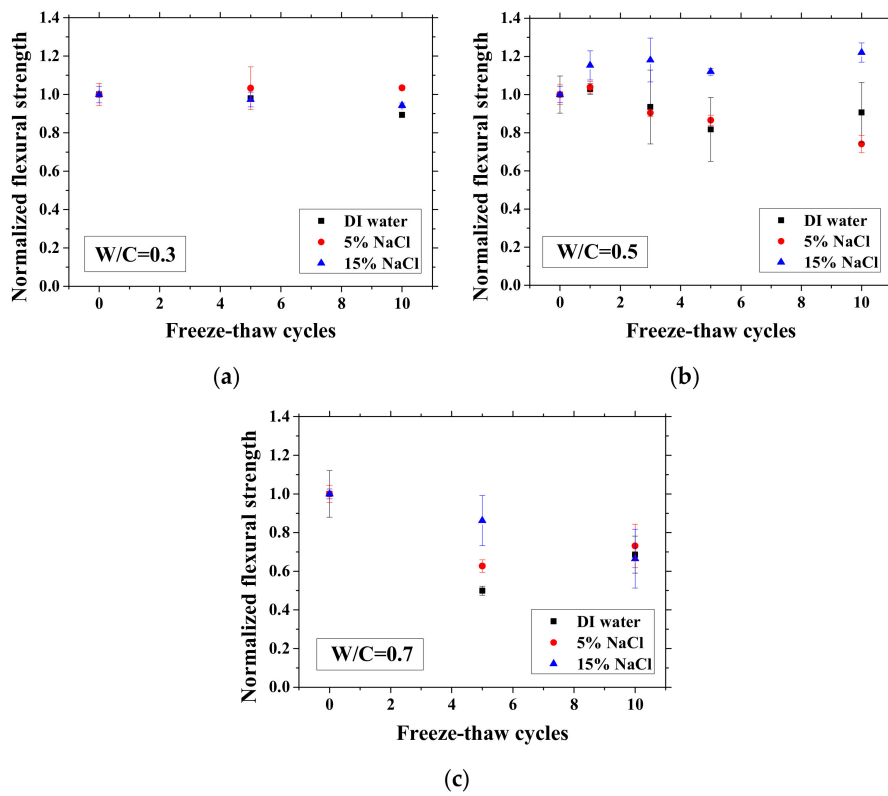 Normalized flexural strength
1.4
1.2
1.0
0.8
0.6
0.4
0.2
0.0
W/C=0.3
DI water
5% NaCl
15% NaCl
0 2 4 6 8 10
Freeze-thaw cycles
(a)
Normalized flexural strength
1.4
1.2
1.0
0.8
0.6
0.4
0.2
0.0
W/C=0.5
DI water
5% NaCl
15% NaCl
0 2 4 6 8 10
Freeze-thaw cycles
(b)
Normalized flexural strength
1.4
1.2
1.0
0.8
0.6
0.4
0.2
0.0
W/C=0.7
DI water
5% NaCl
15% NaCl
0 2 4 6 8 10
Freeze-thaw cycles
(c)